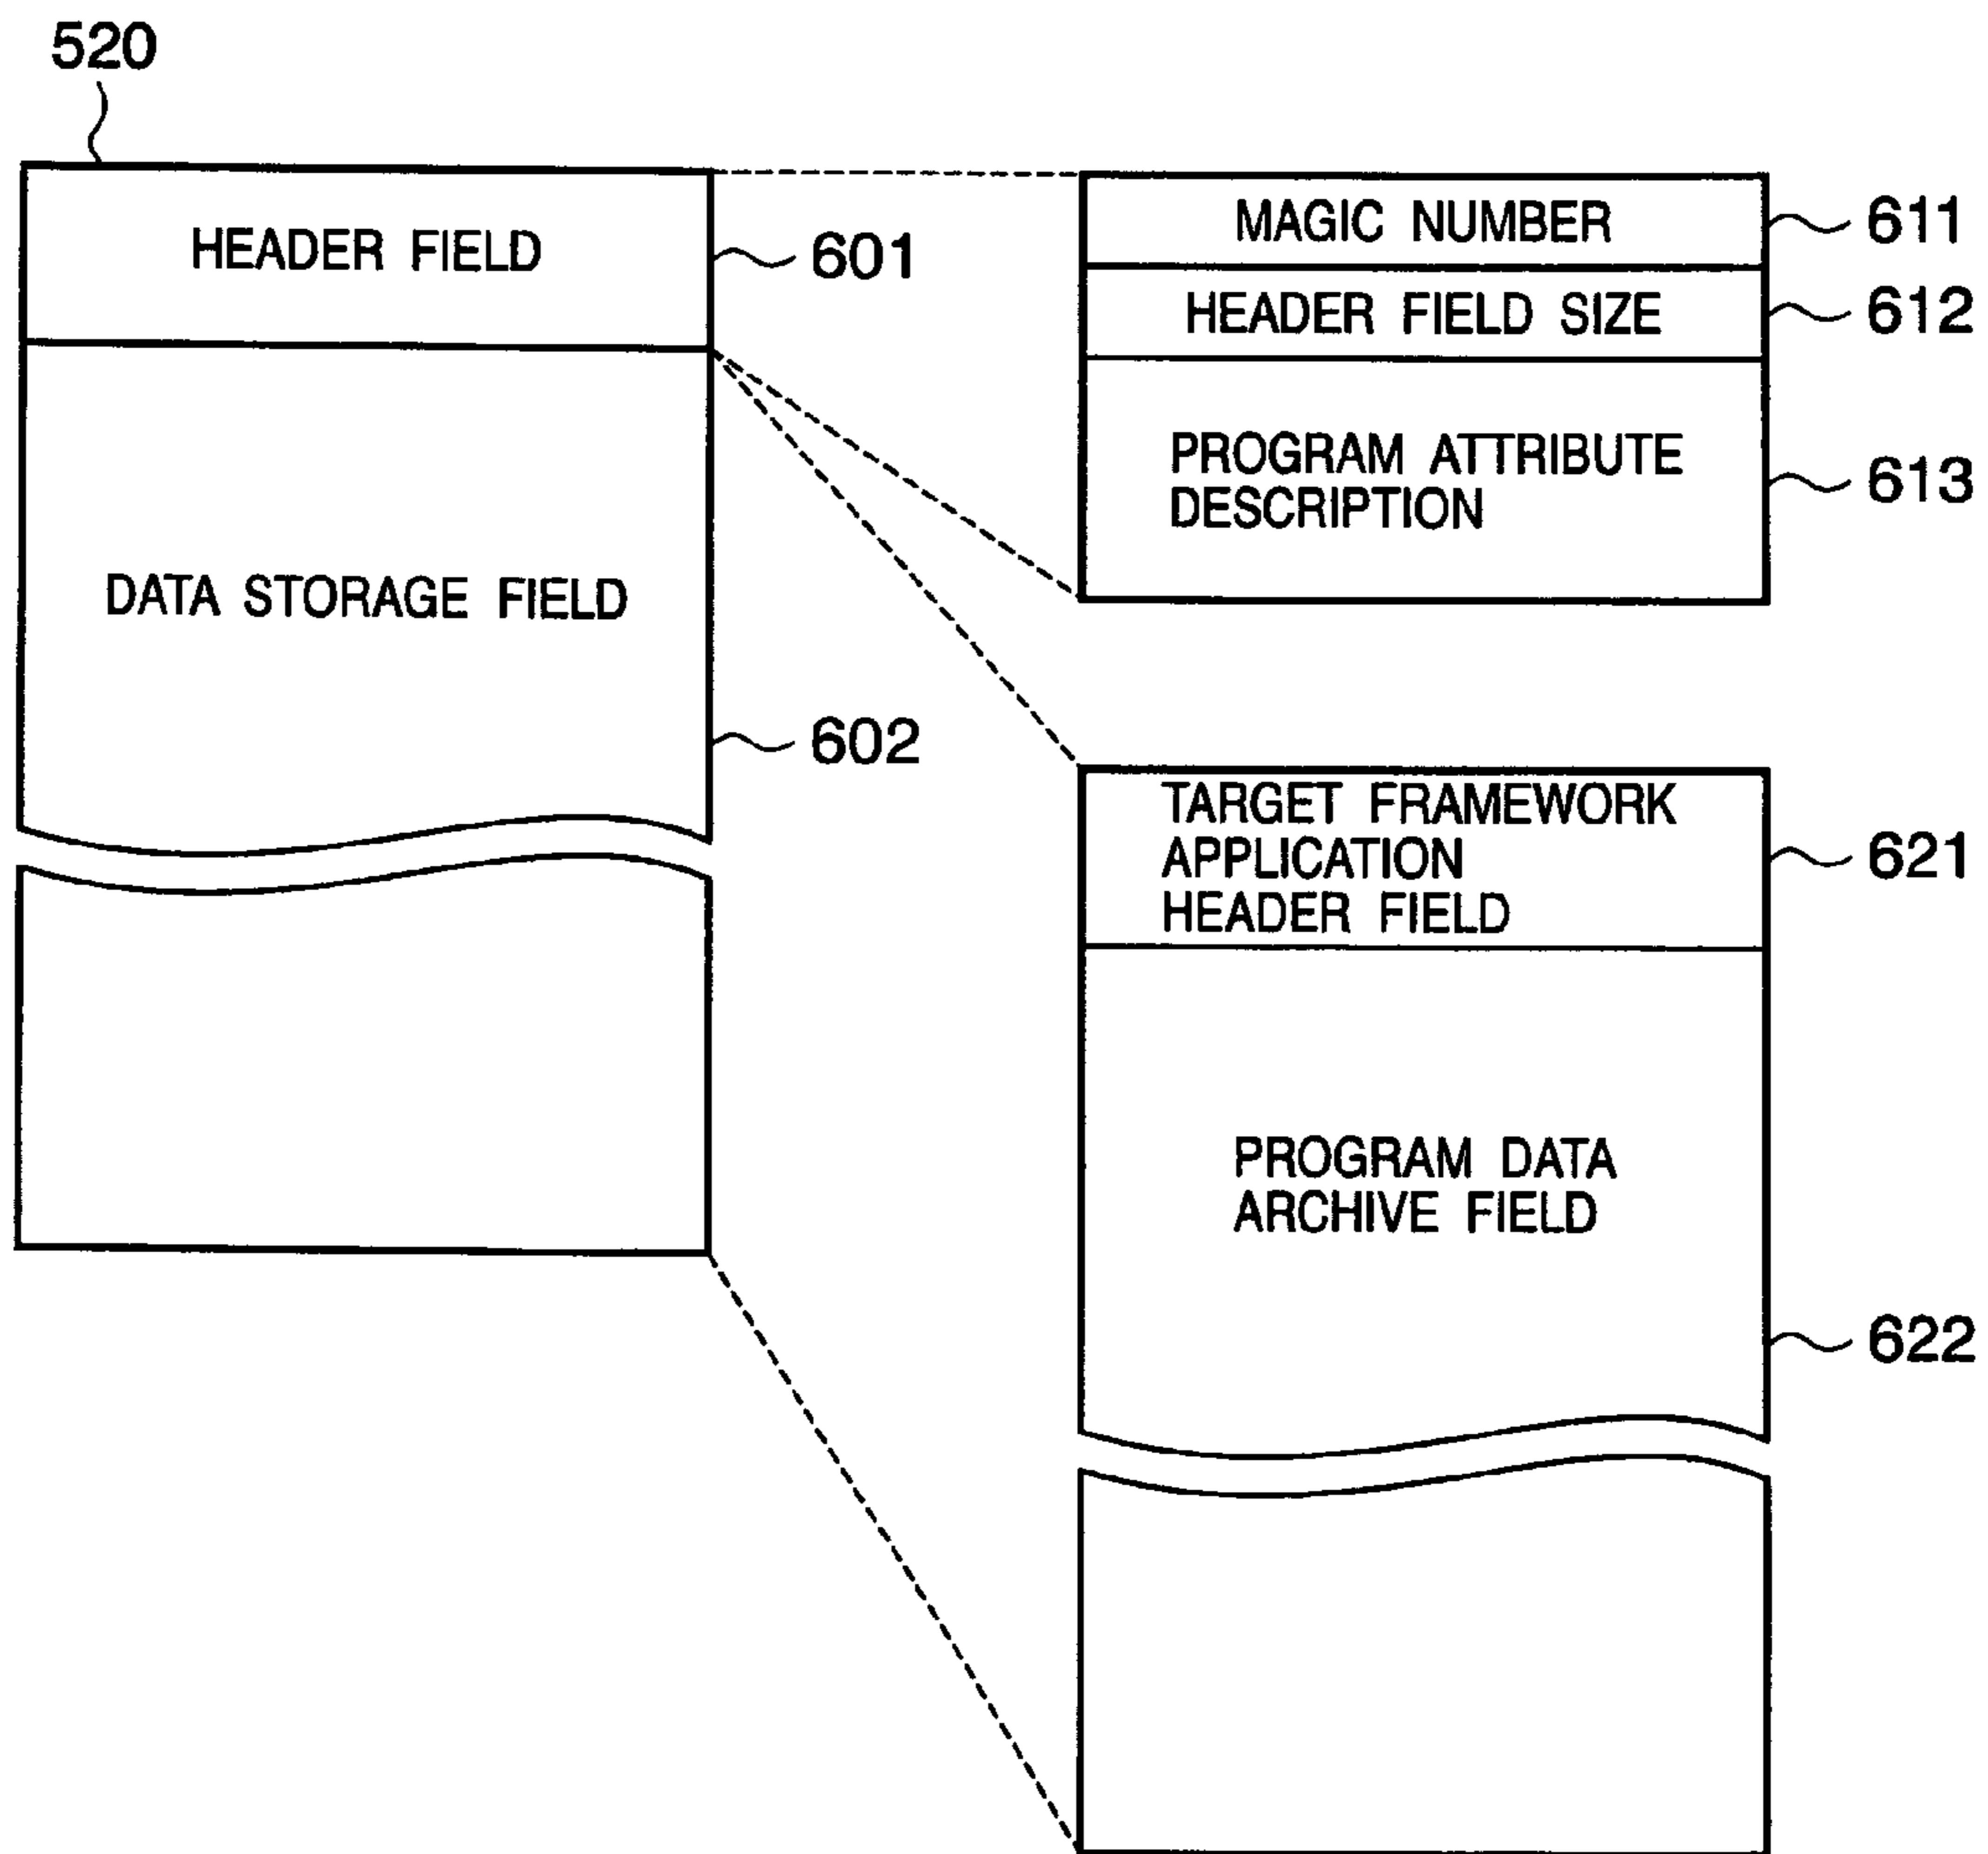 520
HEADER FIELD
601
DATA STORAGE FIELD
602
MAGIC NUMBER
611
HEADER FIELD SIZE
612
PROGRAM ATTRIBUTE
DESCRIPTION
613
TARGET FRAMEWORK
APPLICATION
HEADER FIELD
621
PROGRAM DATA
ARCHIVE FIELD
622